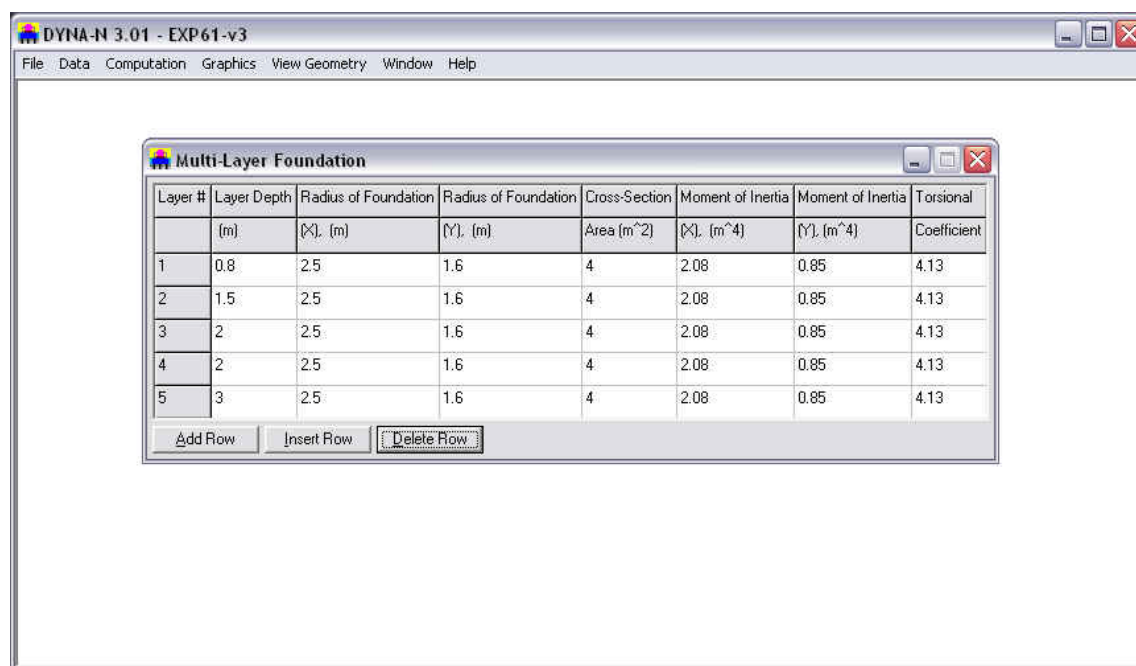 DYNA-N 3.01 - EXP61-v3
File Data Computation Graphics View Geometry Window Help
Multi-Layer Foundation
Layer # Layer Depth Radius of Foundation Radius of Foundation Cross-Section Moment of Inertia Moment of Inertia Torsional
(m) (X), (m) (Y), (m) Area (m^2) (X), (m^4) (Y), (m^4) Coefficient
1 0.8 2.5 1.6 4 2.08 0.85 4.13
2 1.5 2.5 1.6 4 2.08 0.85 4.13
3 2 2.5 1.6 4 2.08 0.85 4.13
4 2 2.5 1.6 4 2.08 0.85 4.13
5 3 2.5 1.6 4 2.08 0.85 4.13
Add Row Insert Row Delete Row